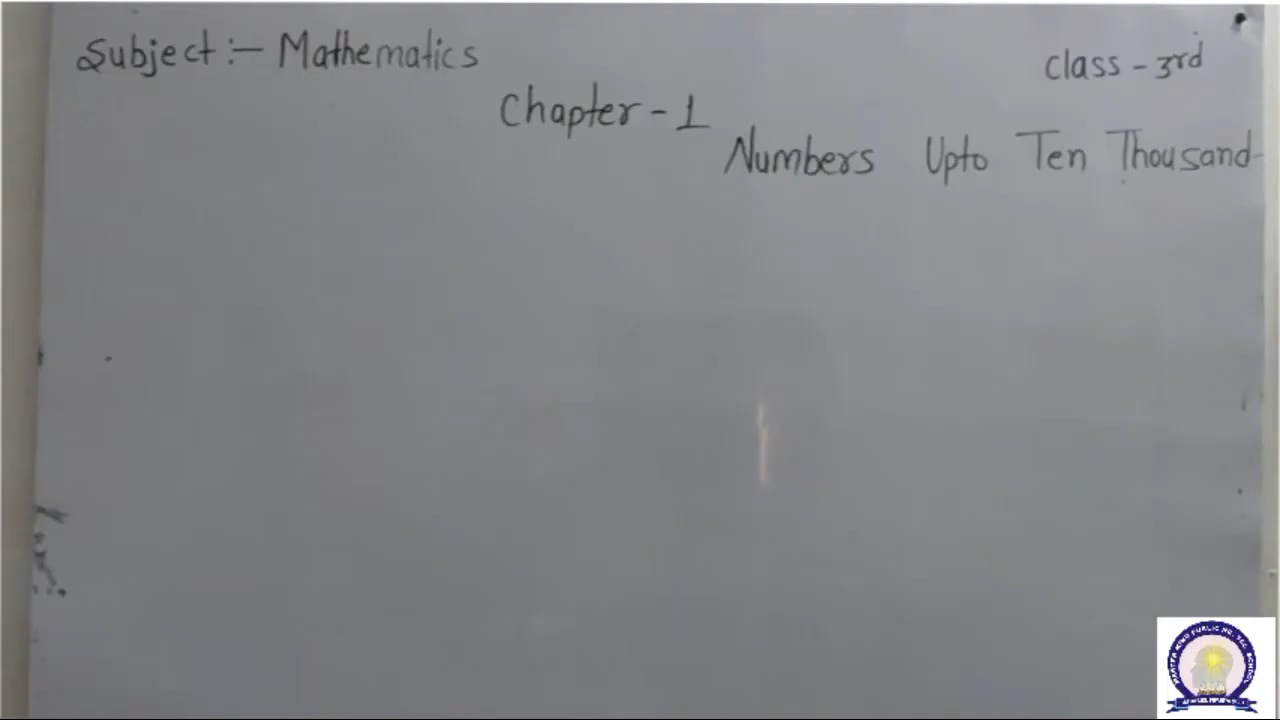 Subject :- Mathematics
Class - 3rd
Chapter - 1
Numbers Upto Ten Thousand